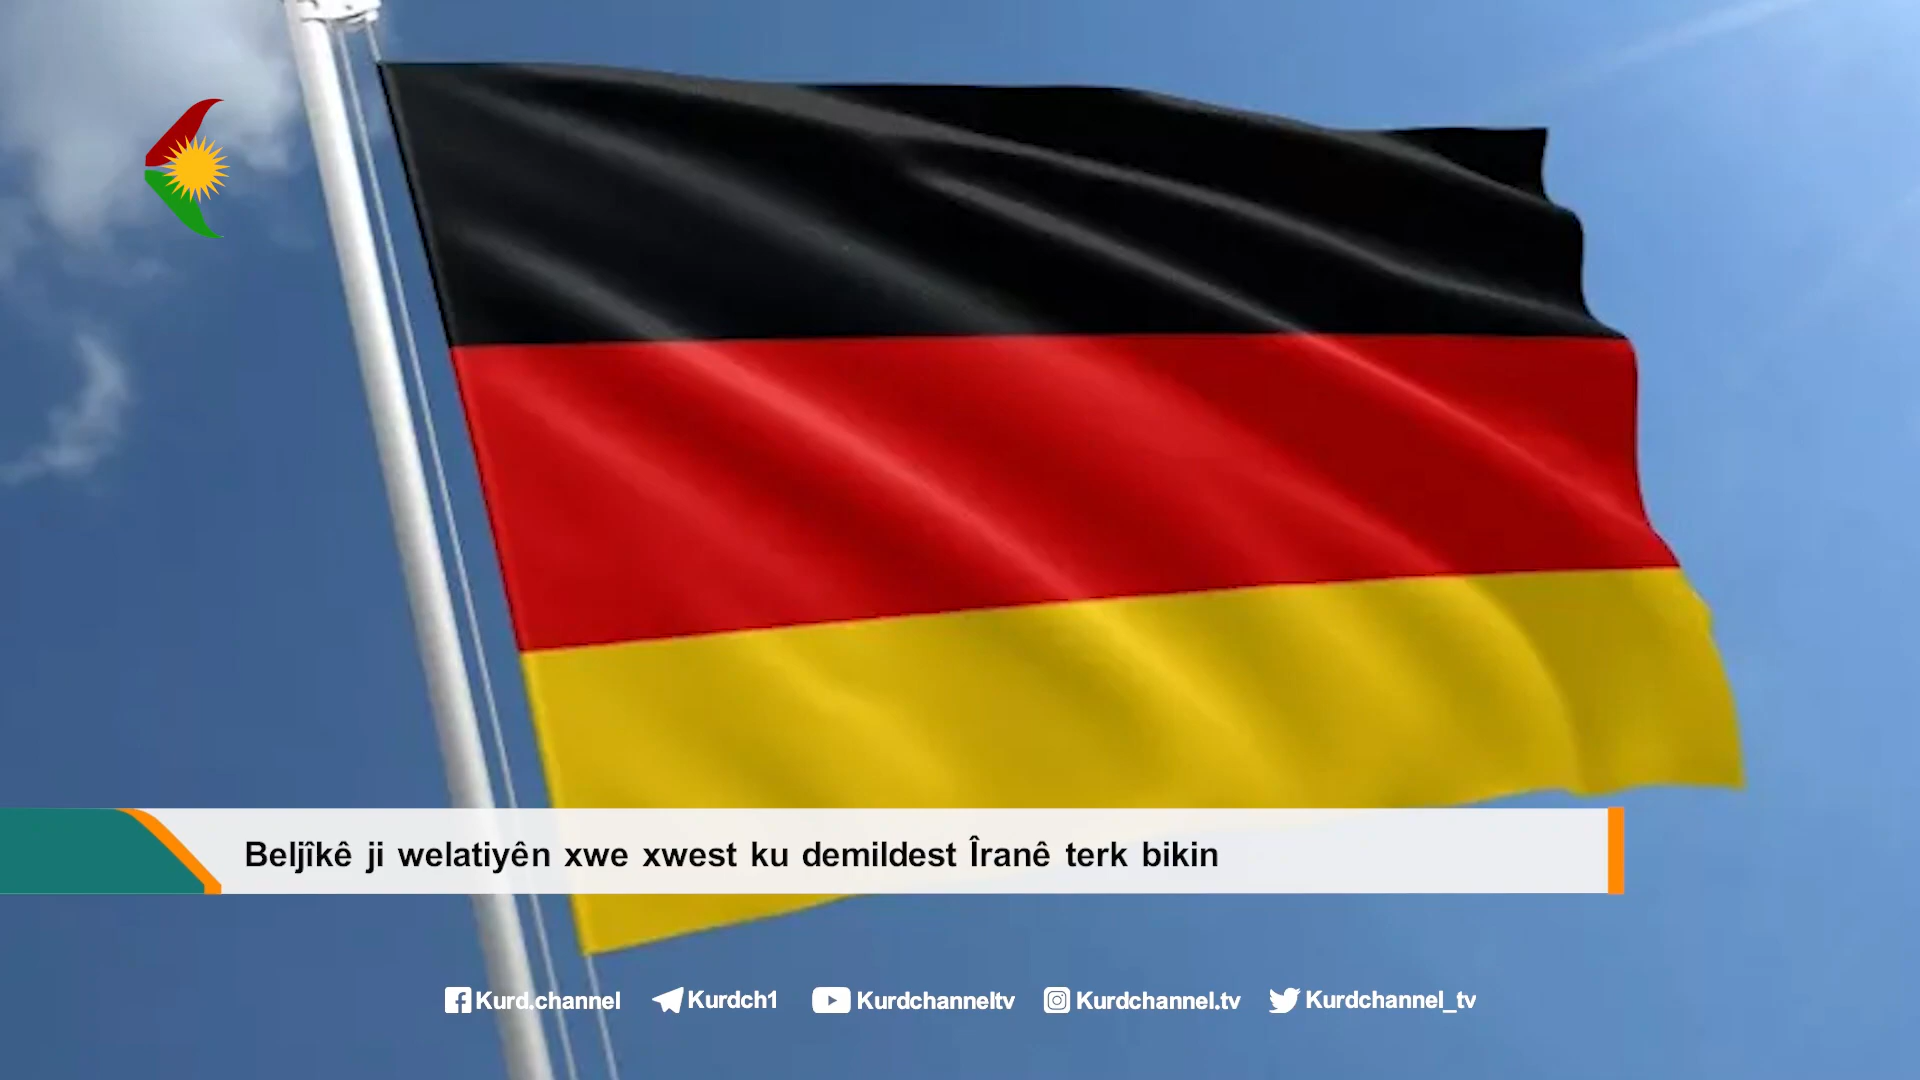 Beljîkê ji welatiyên xwe xwest ku demildest Îranê terk bikin
Kurd.channel Kurdch1 Kurdchanneltv Kurdchannel.tv Kurdchannel_tv